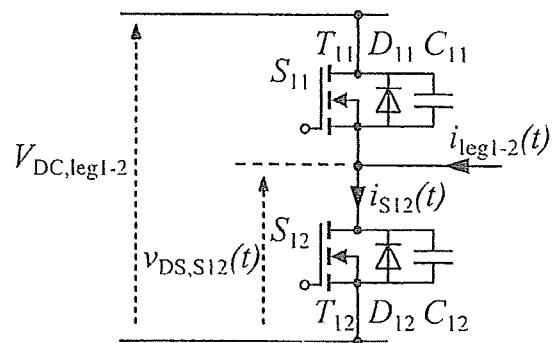 T11 D11 C11
S11
VDC,leg1-2
ileg1-2(t)
iS12(t)
S12
vDS,S12(t)
T12 D12 C12